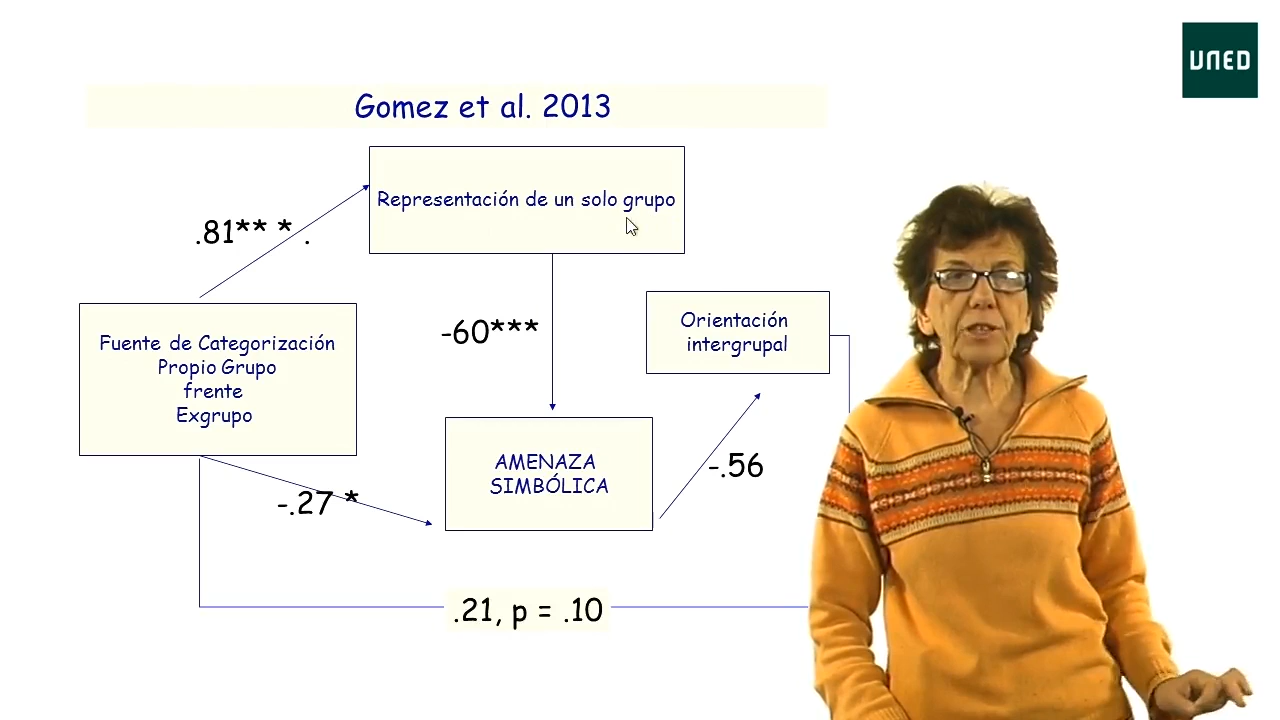 UNED
Gomez et al. 2013
Representación de un solo grupo
.81** * .
-60***
Orientación
intergrupal
Fuente de Categorización
Propio Grupo
frente
Exgrupo
AMENAZA
SIMBÓLICA
-.56
-.27 *
.21, p = .10